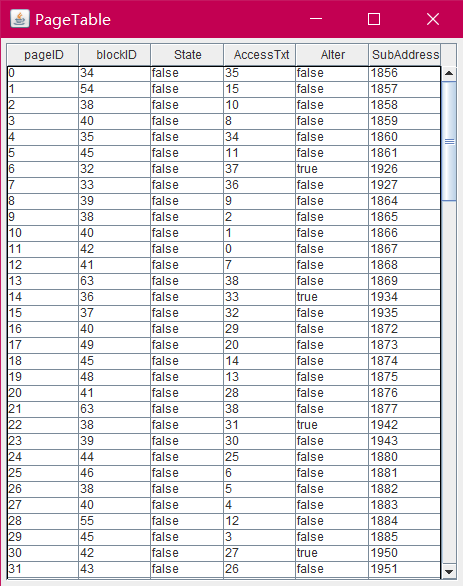 PageTable
pageID blockID State AccessTxt Alter SubAddress
0 34 false 35 false 1856
1 54 false 15 false 1857
2 38 false 10 false 1858
3 40 false 8 false 1859
4 35 false 34 false 1860
5 45 false 11 false 1861
6 32 false 37 true 1926
7 33 false 36 false 1927
8 39 false 9 false 1864
9 38 false 2 false 1865
10 40 false 1 false 1866
11 42 false 0 false 1867
12 41 false 7 false 1868
13 63 false 38 false 1869
14 36 false 33 true 1934
15 37 false 32 false 1935
16 40 false 29 false 1872
17 49 false 20 false 1873
18 45 false 14 false 1874
19 48 false 13 false 1875
20 41 false 28 false 1876
21 63 false 38 false 1877
22 38 false 31 true 1942
23 39 false 30 false 1943
24 44 false 25 false 1880
25 46 false 6 false 1881
26 38 false 5 false 1882
27 40 false 4 false 1883
28 55 false 12 false 1884
29 45 false 3 false 1885
30 42 false 27 true 1950
31 43 false 26 false 1951